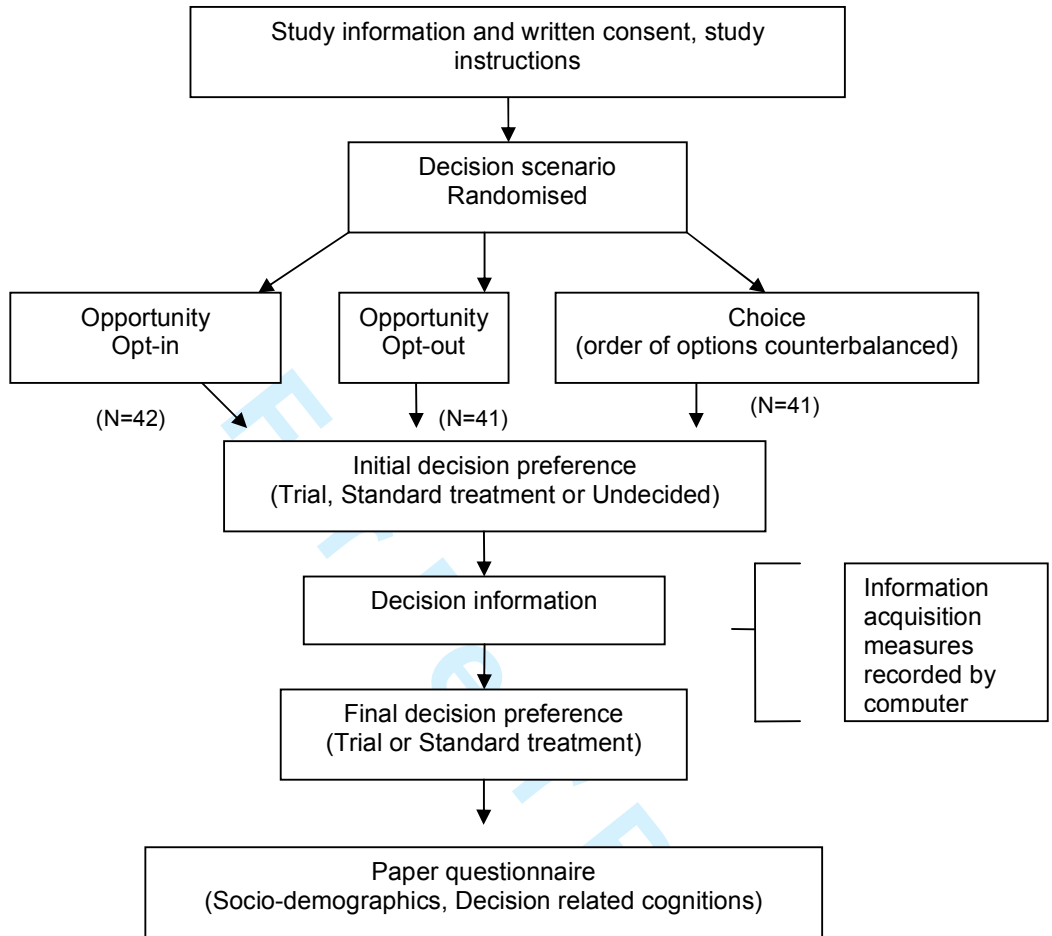 Study information and written consent, study
instructions
Decision scenario
Randomised
Opportunity
Opt-in
Opportunity
Opt-out
Choice
(order of options counterbalanced)
(N=42)
(N=41)
(N=41)
Initial decision preference
(Trial, Standard treatment or Undecided)
Decision information
Information
acquisition
measures
recorded by
computer
Final decision preference
(Trial or Standard treatment)
Paper questionnaire
(Socio-demographics, Decision related cognitions)